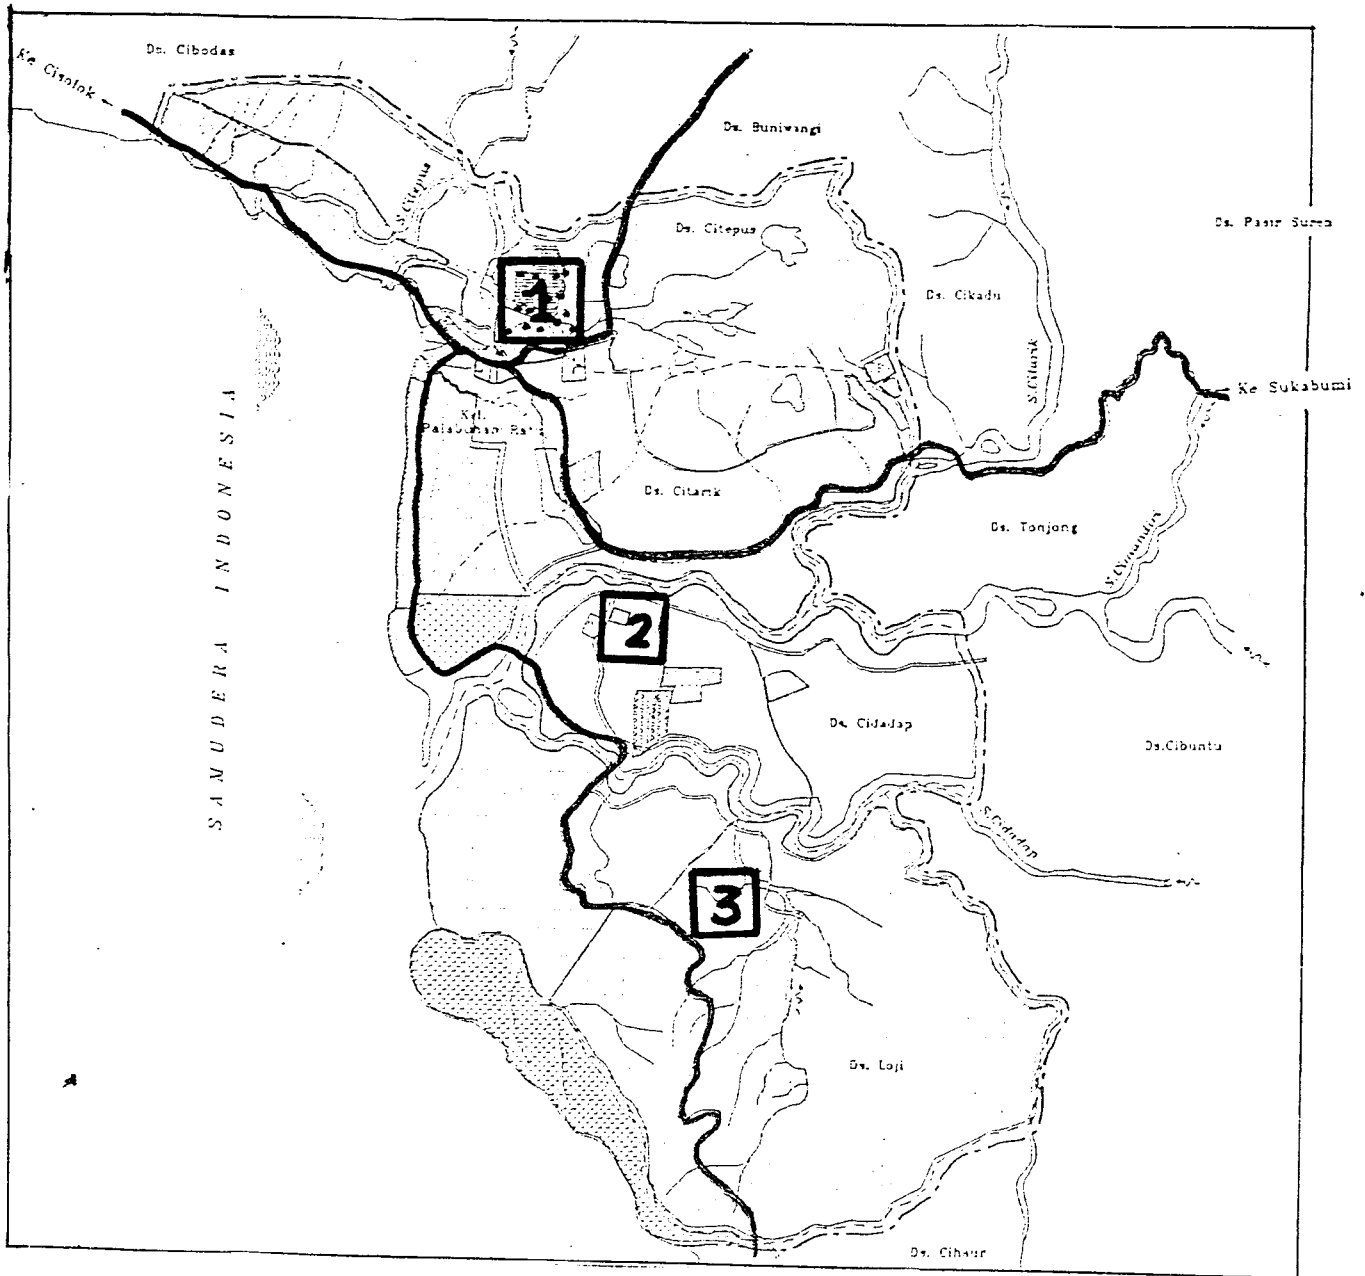 Ds. Cibodas
Ke Cisolok
Ds. Buniwangi
S. Citepus
Ds. Citepus
Ds. Pasir Suren
Ds. Cikadu
1
S. Citarik
Ke Sukabumi
Kel.
Palabuhan Ratu
SAMUDERA INDONESIA
Ds. Citarik
Ds. Tonjong
2
Ds. Cidadap
Ds. Cibuntu
S. Cidadap
3
Ds. Loji
Ds. Cihaur